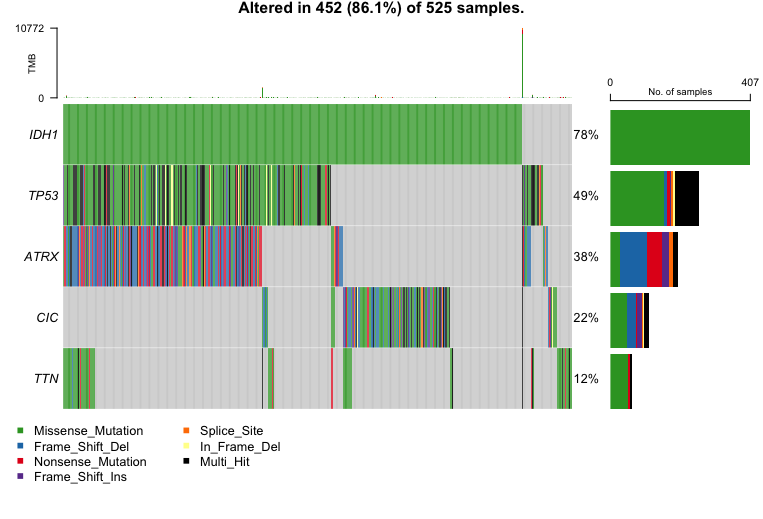 Altered in 452 (86.1%) of 525 samples.
10772
TMB
0
0
407
No. of samples
IDH1
78%
TP53
49%
ATRX
38%
CIC
22%
TTN
12%
Missense_Mutation
Frame_Shift_Del
Nonsense_Mutation
Frame_Shift_Ins
Splice_Site
In_Frame_Del
Multi_Hit